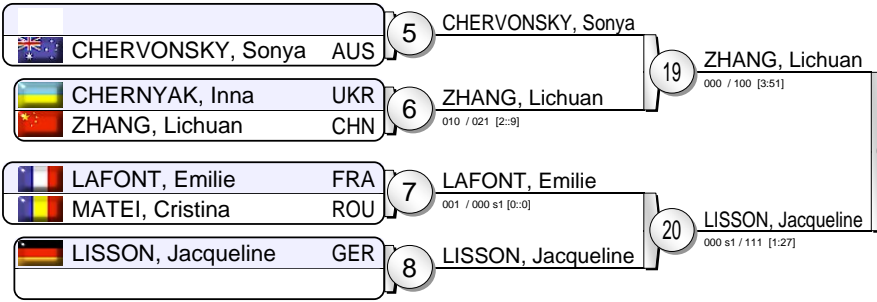 5
CHERVONSKY, Sonya
CHERVONSKY, Sonya AUS
19
ZHANG, Lichuan
000 / 100 [3:51]
CHERNYAK, Inna UKR
6
ZHANG, Lichuan
010 / 021 [2::9]
ZHANG, Lichuan CHN
LAFONT, Emilie FRA
7
LAFONT, Emilie
001 / 000 s1 [0::0]
MATEI, Cristina ROU
20
LISSON, Jacqueline
000 s1 / 111 [1:27]
LISSON, Jacqueline GER
8
LISSON, Jacqueline